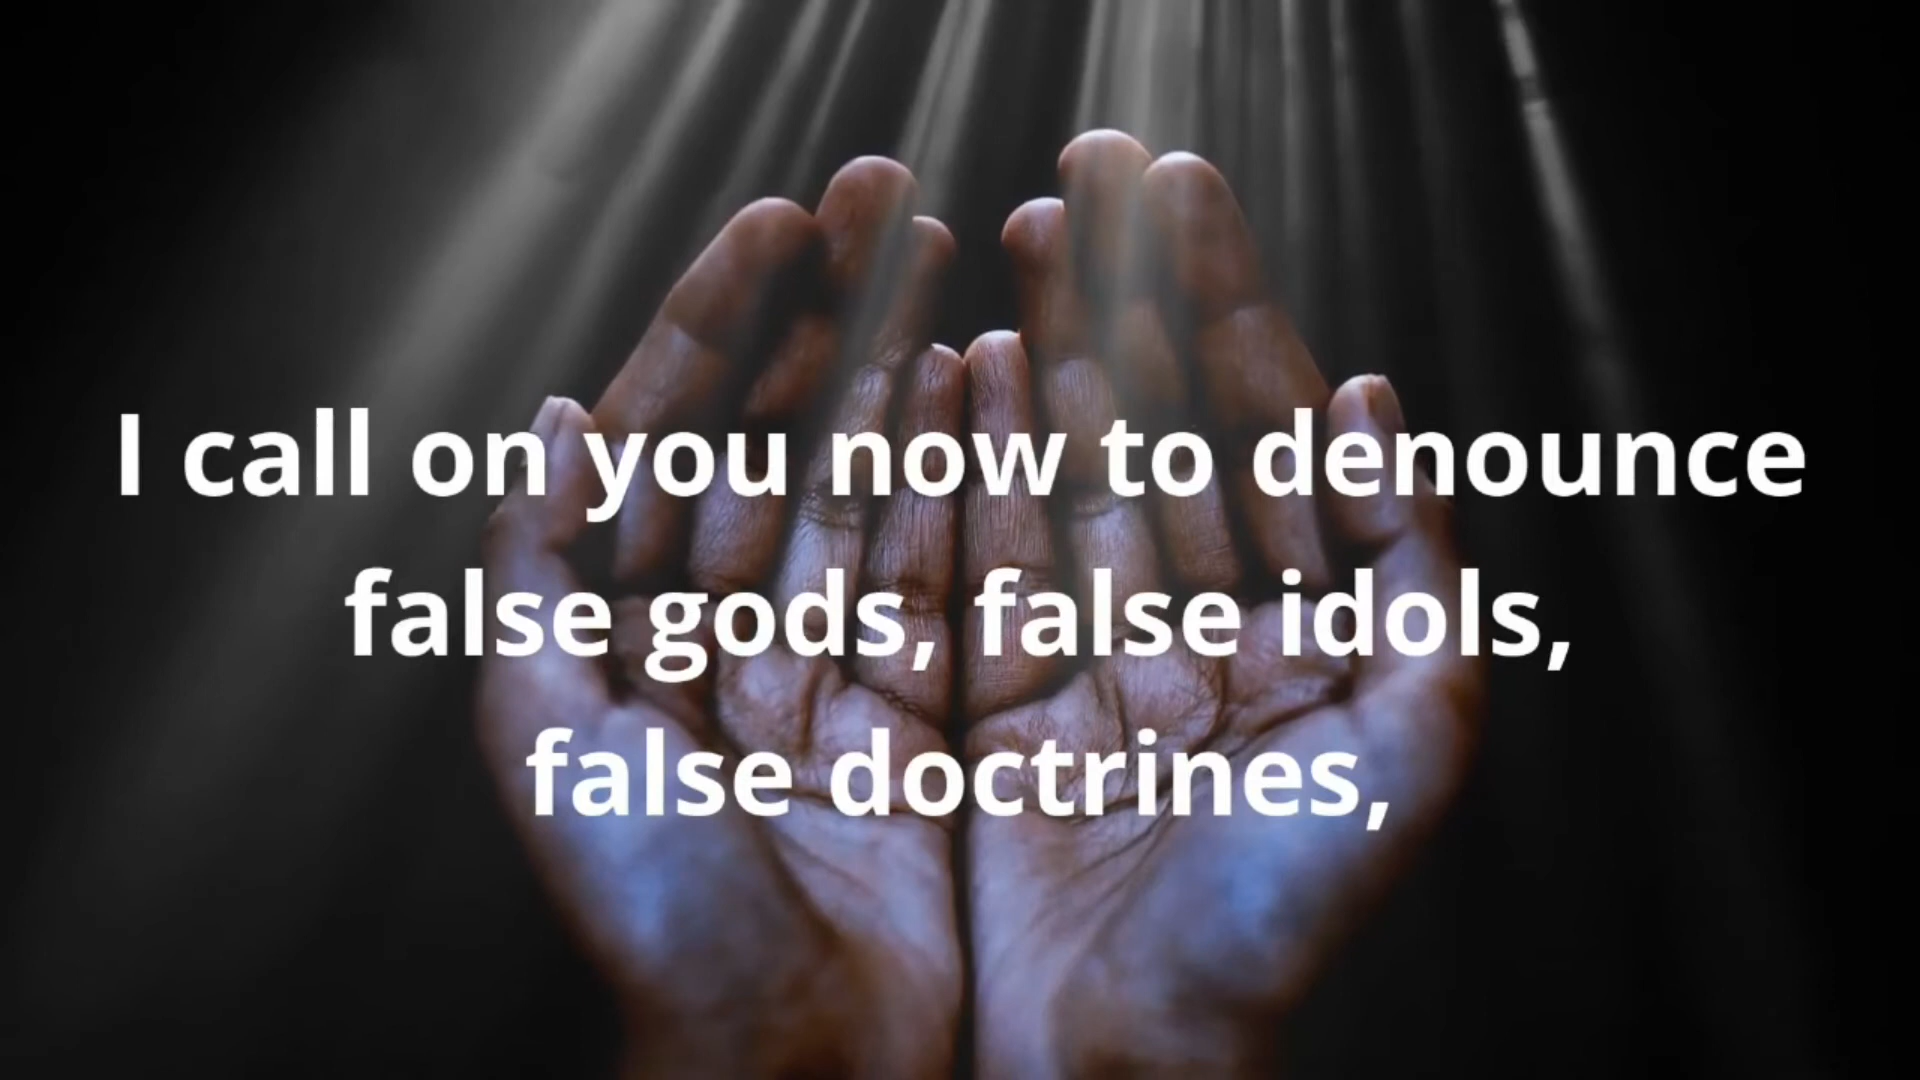 I call on you now to denounce
false gods, false idols,
false doctrines,